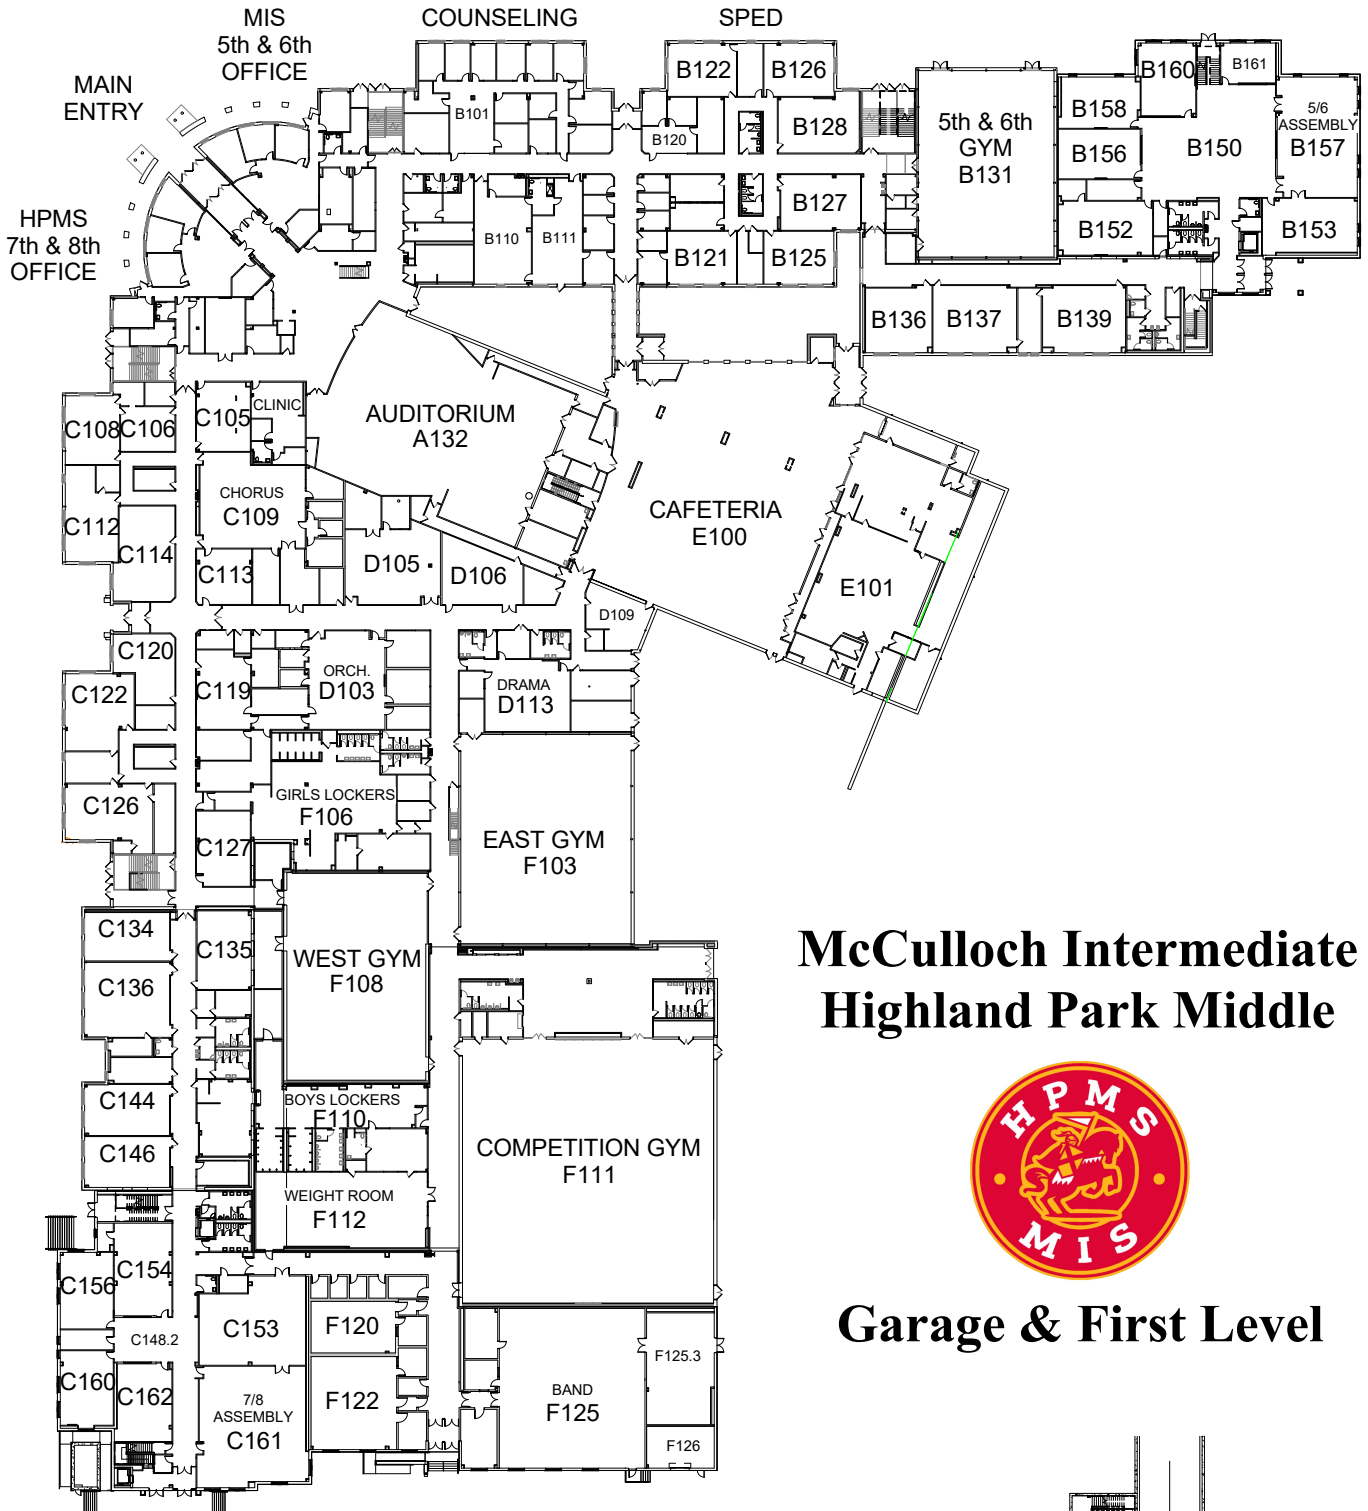 MIS
5th & 6th
OFFICE
COUNSELING
SPED
MAIN
ENTRY
HPMS
7th & 8th
OFFICE
B101
B122
B126
B120
B128
5th & 6th
GYM
B131
B160
B161
B158
B156
B150
5/6
ASSEMBLY
B157
B110
B111
B127
B121
B125
B152
B153
B136
B137
B139
C108
C106
C105
CLINIC
AUDITORIUM
A132
CHORUS
C109
C112
C114
C113
D105
D106
CAFETERIA
E100
E101
D109
C120
C122
C119
ORCH.
D103
DRAMA
D113
C126
C127
GIRLS LOCKERS
F106
EAST GYM
F103
C134
C135
C136
WEST GYM
F108
C144
C146
BOYS LOCKERS
F110
WEIGHT ROOM
F112
COMPETITION GYM
F111
McCulloch Intermediate
Highland Park Middle
HPMS
MIS
Garage & First Level
C156
C154
C148.2
C153
C160
C162
7/8
ASSEMBLY
C161
F120
F122
BAND
F125
F125.3
F126